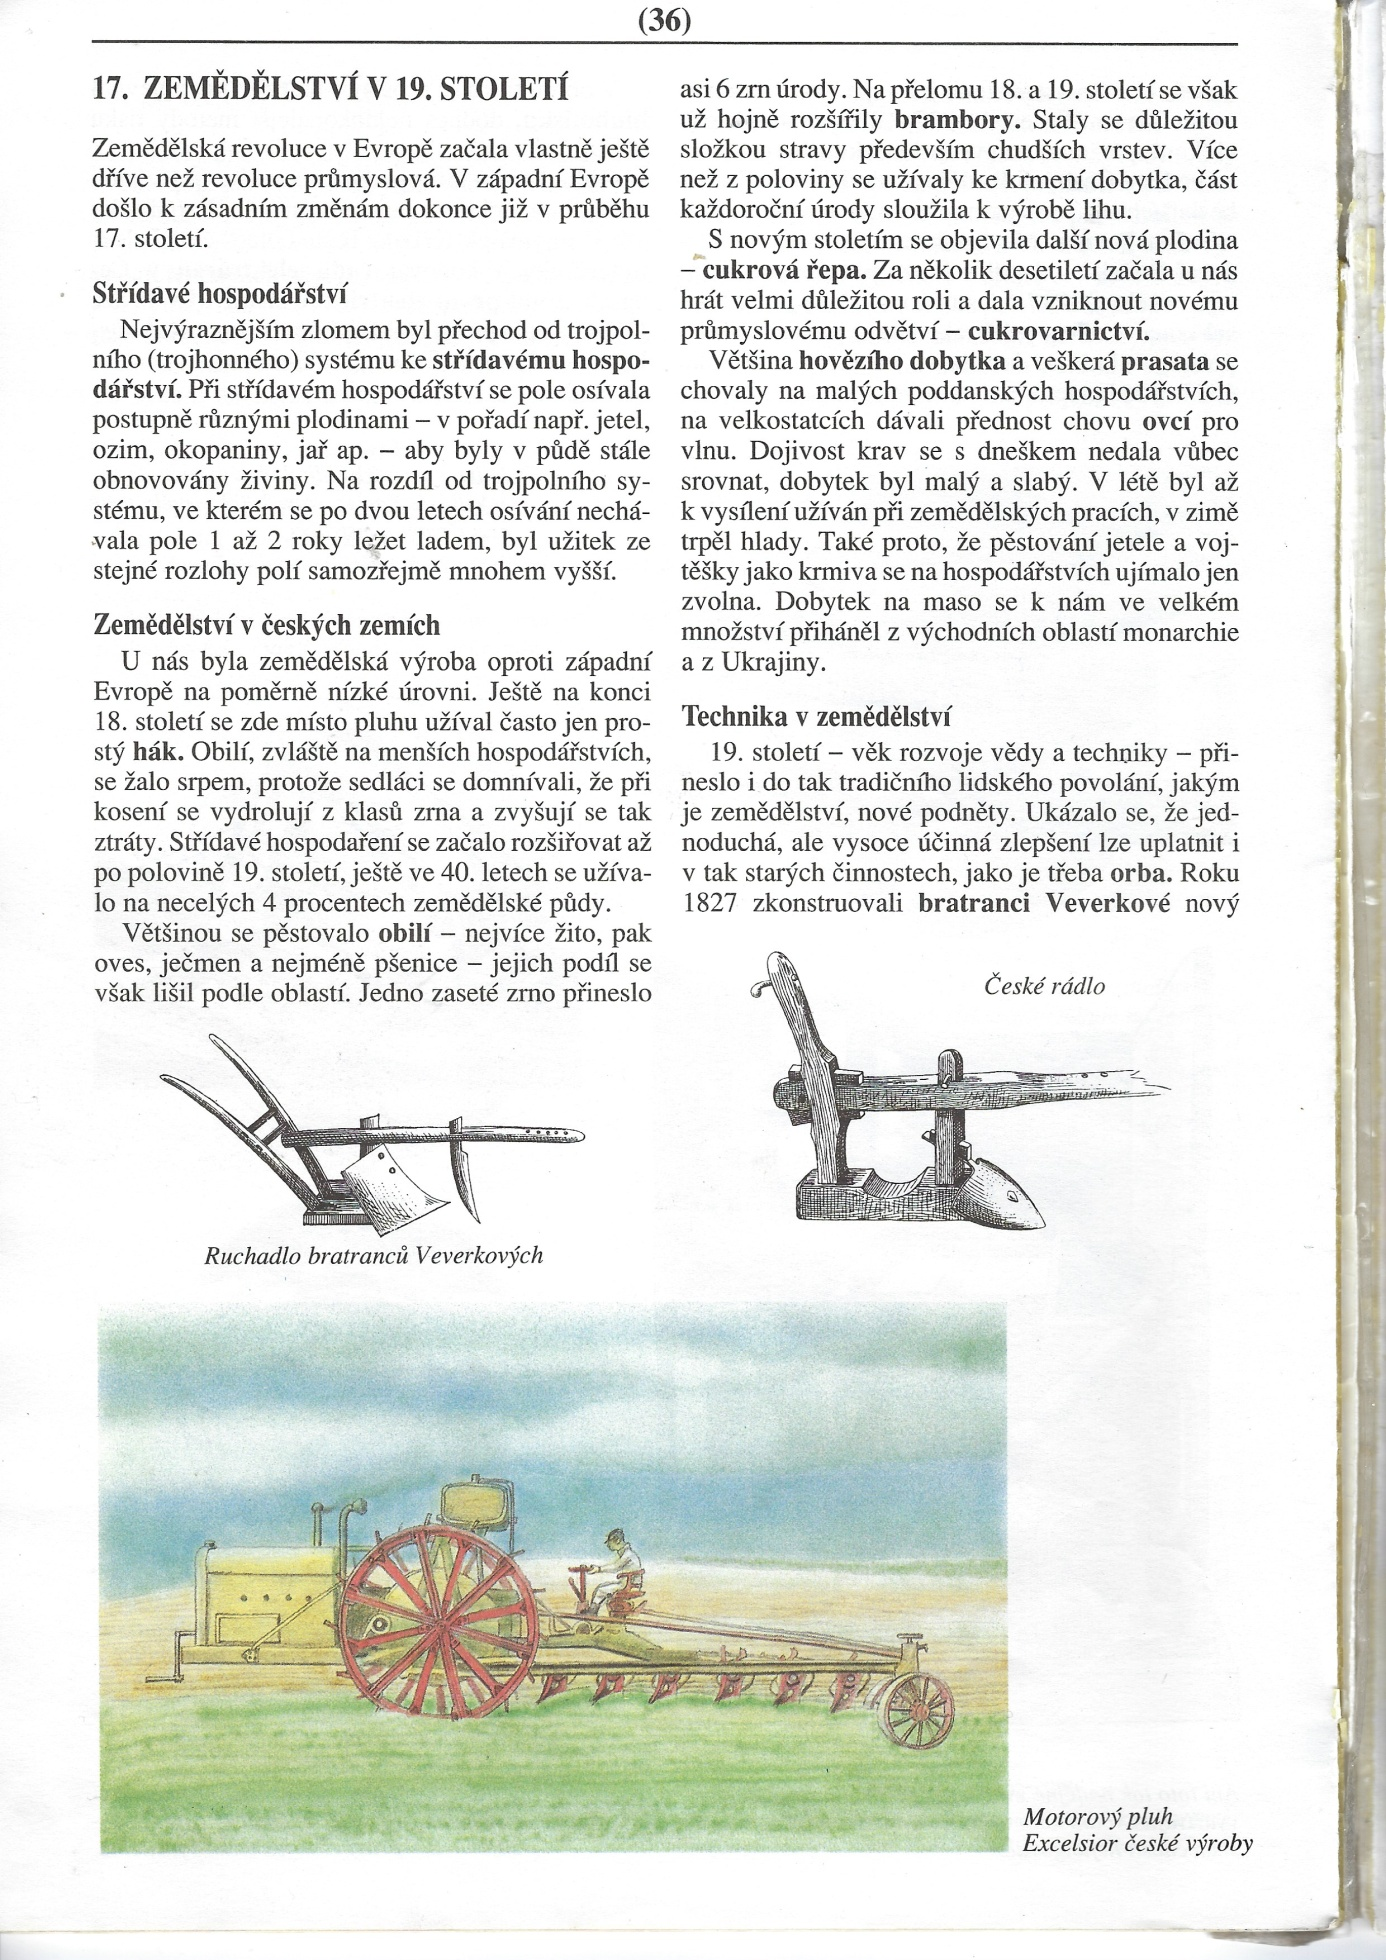 (36)
17. ZEMĚDĚLSTVÍ V 19. STOLETÍ
Zemědělská revoluce v Evropě začala vlastně ještě
dříve než revoluce průmyslová. V západní Evropě
došlo k zásadním změnám dokonce již v průběhu
17. století.
Střídavé hospodářství
Nejvýraznějším zlomem byl přechod od trojpol-
ního (trojhonného) systému ke střídavému hospo-
dářství. Při střídavém hospodářství se pole osívala
postupně různými plodinami – v pořadí např. jetel,
ozim, okopaniny, jař ap. – aby byly v půdě stále
obnovovány živiny. Na rozdíl od trojpolního sy-
stému, ve kterém se po dvou letech osívání nechá-
vala pole 1 až 2 roky ležet ladem, byl užitek ze
stejné rozlohy polí samozřejmě mnohem vyšší.
Zemědělství v českých zemích
U nás byla zemědělská výroba oproti západní
Evropě na poměrně nízké úrovni. Ještě na konci
18. století se zde místo pluhu užíval často jen pro-
stý hák. Obilí, zvláště na menších hospodářstvích,
se žalo srpem, protože sedláci se domnívali, že při
kosení se vydrolují z klasů zrna a zvyšují se tak
ztráty. Střídavé hospodaření se začalo rozšiřovat až
po polovině 19. století, ještě ve 40. letech se užíva-
lo na necelých 4 procentech zemědělské půdy.
Většinou se pěstovalo obilí – nejvíce žito, pak
oves, ječmen a nejméně pšenice – jejich podíl se
však lišil podle oblastí. Jedno zaseté zrno přineslo
asi 6 zrn úrody. Na přelomu 18. a 19. století se však
už hojně rozšířily brambory. Staly se důležitou
složkou stravy především chudších vrstev. Více
než z poloviny se užívaly ke krmení dobytka, část
každoroční úrody sloužila k výrobě lihu.
S novým stoletím se objevila další nová plodina
– cukrová řepa. Za několik desetiletí začala u nás
hrát velmi důležitou roli a dala vzniknout novému
průmyslovému odvětví – cukrovarnictví.
Většina hovězího dobytka a veškerá prasata se
chovaly na malých poddanských hospodářstvích,
na velkostatcích dávali přednost chovu ovcí pro
vlnu. Dojivost krav se s dneškem nedala vůbec
srovnat, dobytek byl malý a slabý. V létě byl až
k vysílení užíván při zemědělských pracích, v zimě
trpěl hlady. Také proto, že pěstování jetele a voj-
těšky jako krmiva se na hospodářstvích ujímalo jen
zvolna. Dobytek na maso se k nám ve velkém
množství přiháněl z východních oblastí monarchie
a z Ukrajiny.
Technika v zemědělství
19. století – věk rozvoje vědy a techniky – při-
neslo i do tak tradičního lidského povolání, jakým
je zemědělství, nové podněty. Ukázalo se, že jed-
noduchá, ale vysoce účinná zlepšení lze uplatnit i
v tak starých činnostech, jako je třeba orba. Roku
1827 zkonstruovali bratranci Veverkové nový
České rádlo
Ruchadlo bratranců Veverkových
Motorový pluh
Excelsior české výroby